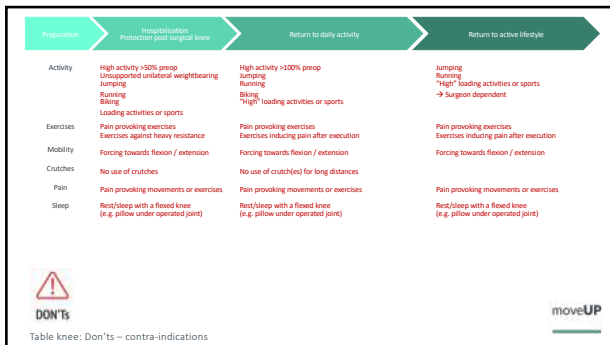 Preparation
Hospitalisation
Protection post surgical knee
Return to daily activity
Return to active lifestyle
Activity
High activity >50% preop
Unsupported unilateral weightbearing
Jumping
Running
Biking
Loading activities or sports
High activity >100% preop
Jumping
Running
Biking
"High" loading activities or sports
Jumping
Running
"High" loading activities or sports
→ Surgeon dependent
Exercises
Pain provoking exercises
Exercises against heavy resistance
Pain provoking exercises
Exercises inducing pain after execution
Pain provoking exercises
Exercises inducing pain after execution
Mobility
Forcing towards flexion / extension
Forcing towards flexion / extension
Forcing towards flexion / extension
Crutches
No use of crutches
No use of crutch(es) for long distances
Pain
Pain provoking movements or exercises
Pain provoking movements or exercises
Pain provoking movements or exercises
Sleep
Rest/sleep with a flexed knee
(e.g. pillow under operated joint)
Rest/sleep with a flexed knee
(e.g. pillow under operated joint)
Rest/sleep with a flexed knee
(e.g. pillow under operated joint)
DON'Ts
moveUP
Table knee: Don'ts – contra-indications